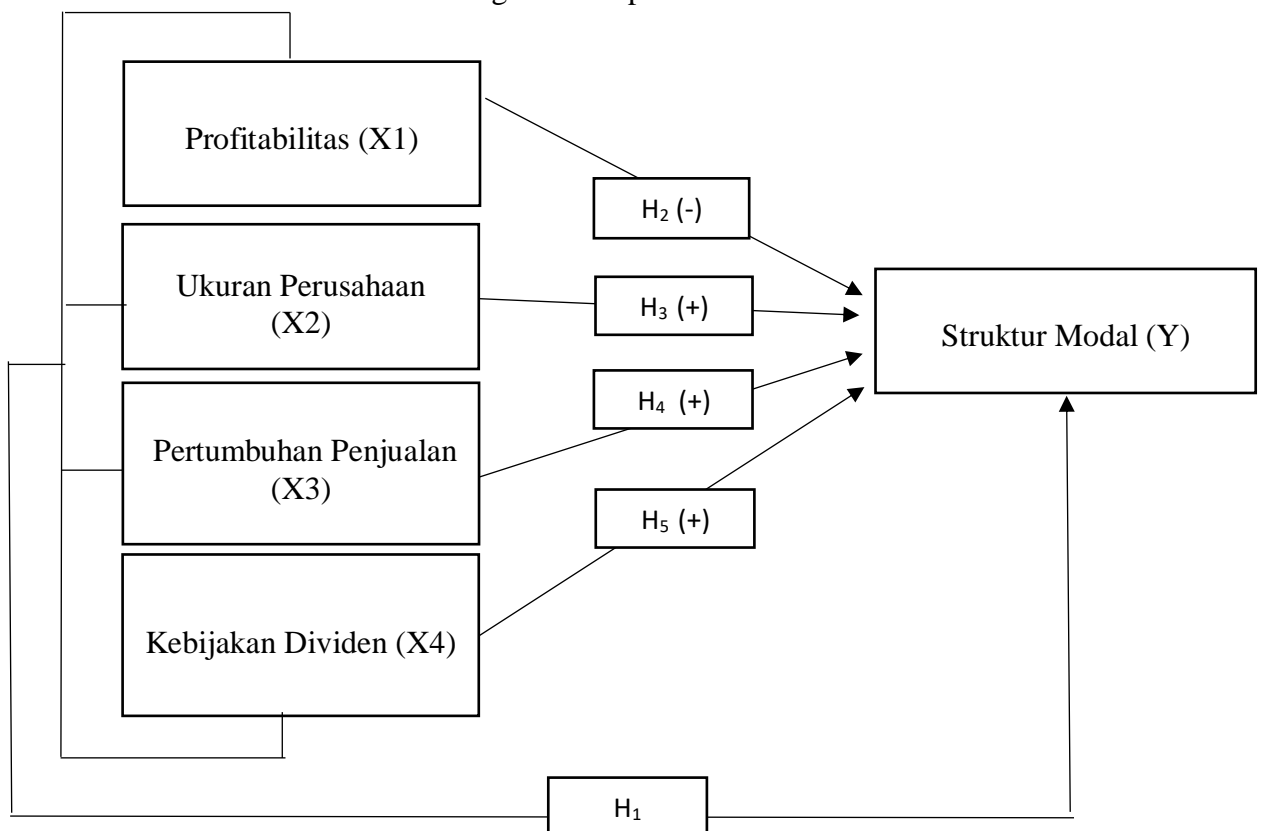 Profitabilitas (X1)
H₂ (-)
Ukuran Perusahaan
(X2)
H₃ (+)
Struktur Modal (Y)
H₄ (+)
Pertumbuhan Penjualan
(X3)
H₅ (+)
Kebijakan Dividen (X4)
H₁